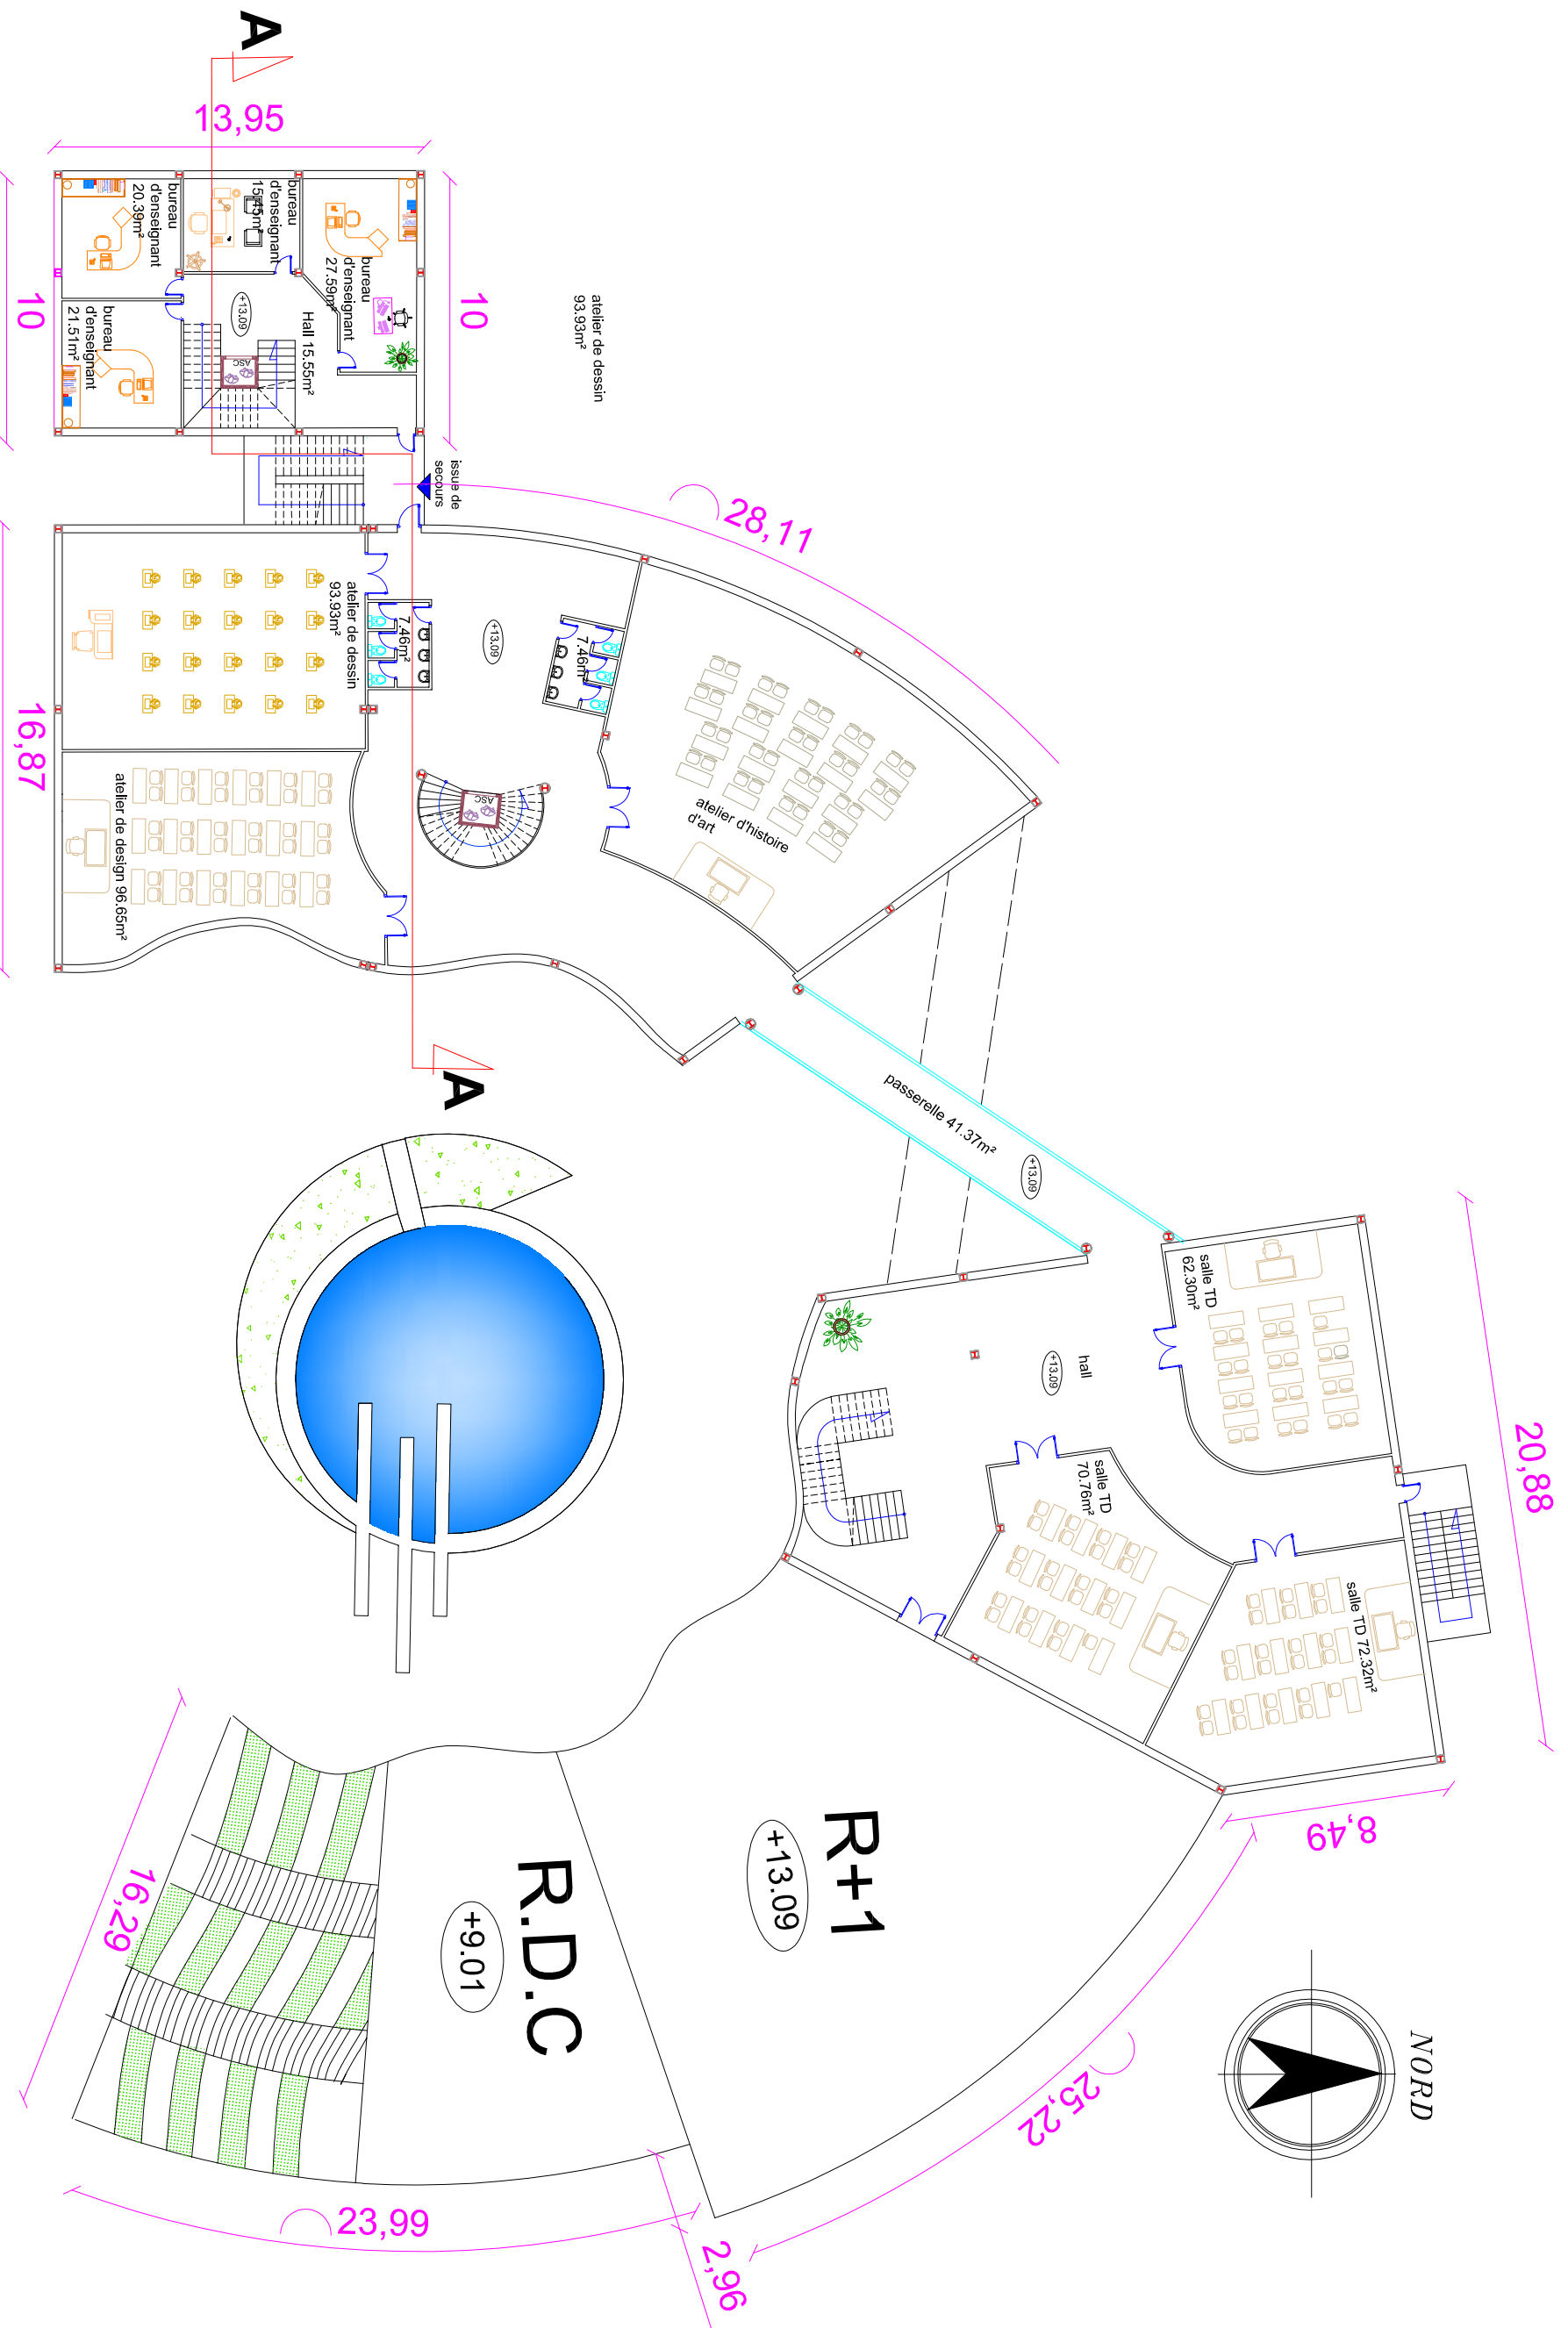 A
13,95
bureau
d'enseignant
20.39m²
bureau
d'enseignant
15.45m²
bureau
d'enseignant
27.59m²
bureau
d'enseignant
21.51m²
+13.09
Hall 15.55m²
ASC
10
10
atelier de dessin
93.93m²
issue de
secours
28,11
atelier de dessin
93.93m²
7.46m²
+13.09
7.46m²
16,87
atelier de design 96.65m²
ASC
atelier d'histoire
d'art
A
passerelle 41.37m²
+13.09
salle TD
62.30m²
hall
+13.09
salle TD
70.76m²
salle TD 72.32m²
20,88
8,49
R+1
+13.09
R.D.C
+9.01
16,29
25,22
23,99
2,96
NORD